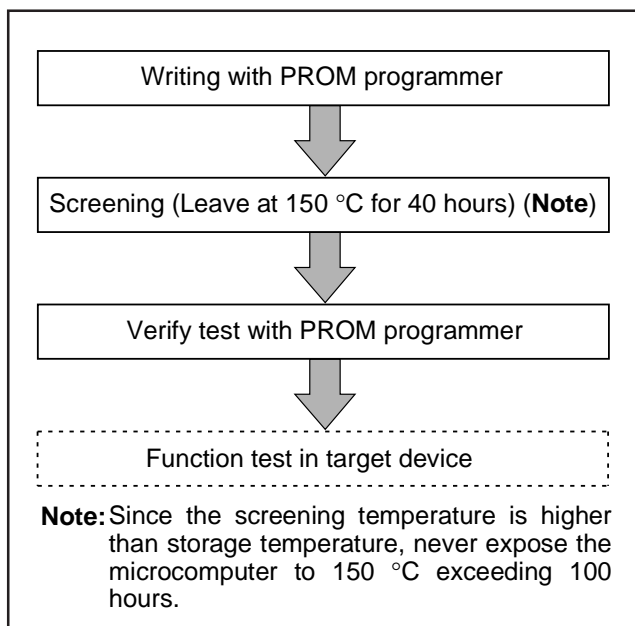 Writing with PROM programmer
Screening (Leave at 150 °C for 40 hours) (Note)
Verify test with PROM programmer
Function test in target device
Note: Since the screening temperature is higher
than storage temperature, never expose the
microcomputer to 150 °C exceeding 100
hours.